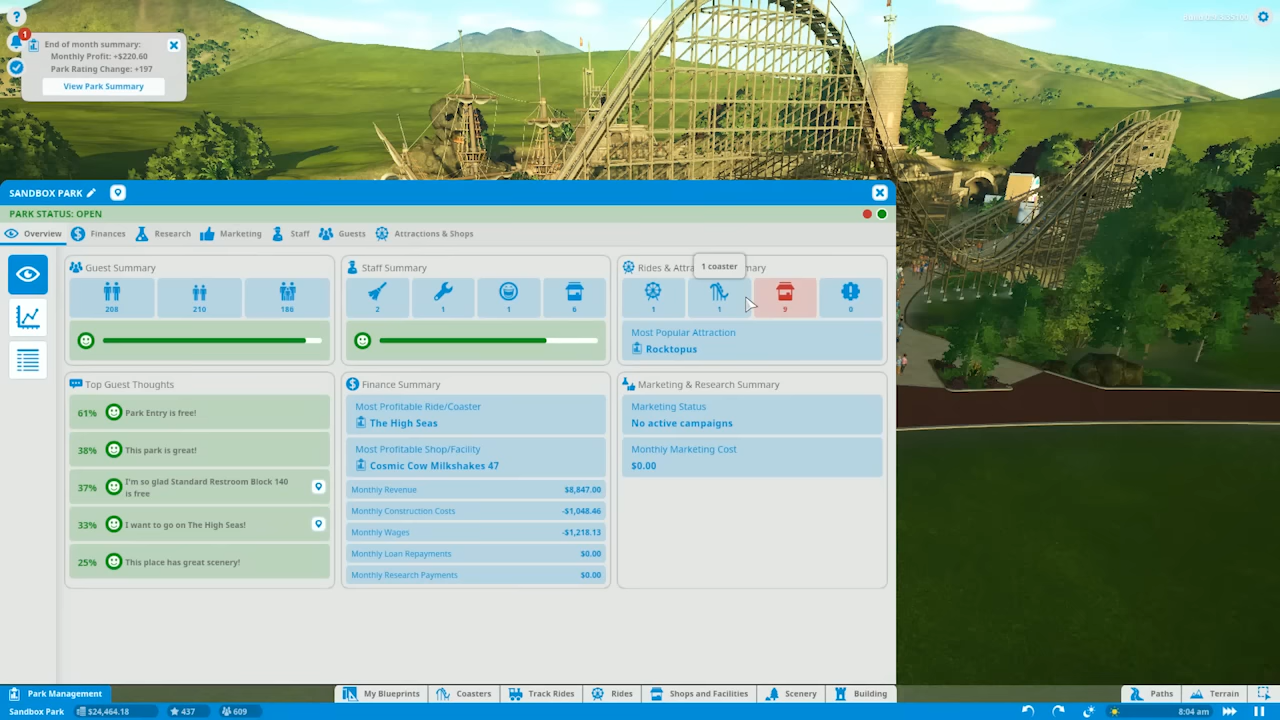 ?
1
End of month summary:
Monthly Profit: +$220.60
Park Rating Change: +197
View Park Summary
SANDBOX PARK
PARK STATUS: OPEN
Overview
Finances
Research
Marketing
Staff
Guests
Attractions & Shops
Guest Summary
208
210
186
Staff Summary
2
1
1
6
1 coaster
Rides & Attra
mary
1
1
9
0
Most Popular Attraction
Rocktopus
Top Guest Thoughts
61% Park Entry is free!
38% This park is great!
37% I'm so glad Standard Restroom Block 140
is free
33% I want to go on The High Seas!
25% This place has great scenery!
Finance Summary
Most Profitable Ride/Coaster
The High Seas
Most Profitable Shop/Facility
Cosmic Cow Milkshakes 47
Monthly Revenue $8,847.00
Monthly Construction Costs -$1,048.46
Monthly Wages -$1,218.13
Monthly Loan Repayments $0.00
Monthly Research Payments $0.00
Marketing & Research Summary
Marketing Status
No active campaigns
Monthly Marketing Cost
$0.00
Park Management
My Blueprints
Coasters
Track Rides
Rides
Shops and Facilities
Scenery
Building
Paths
Terrain
Sandbox Park
$24,464.18
437
609
8:04 am